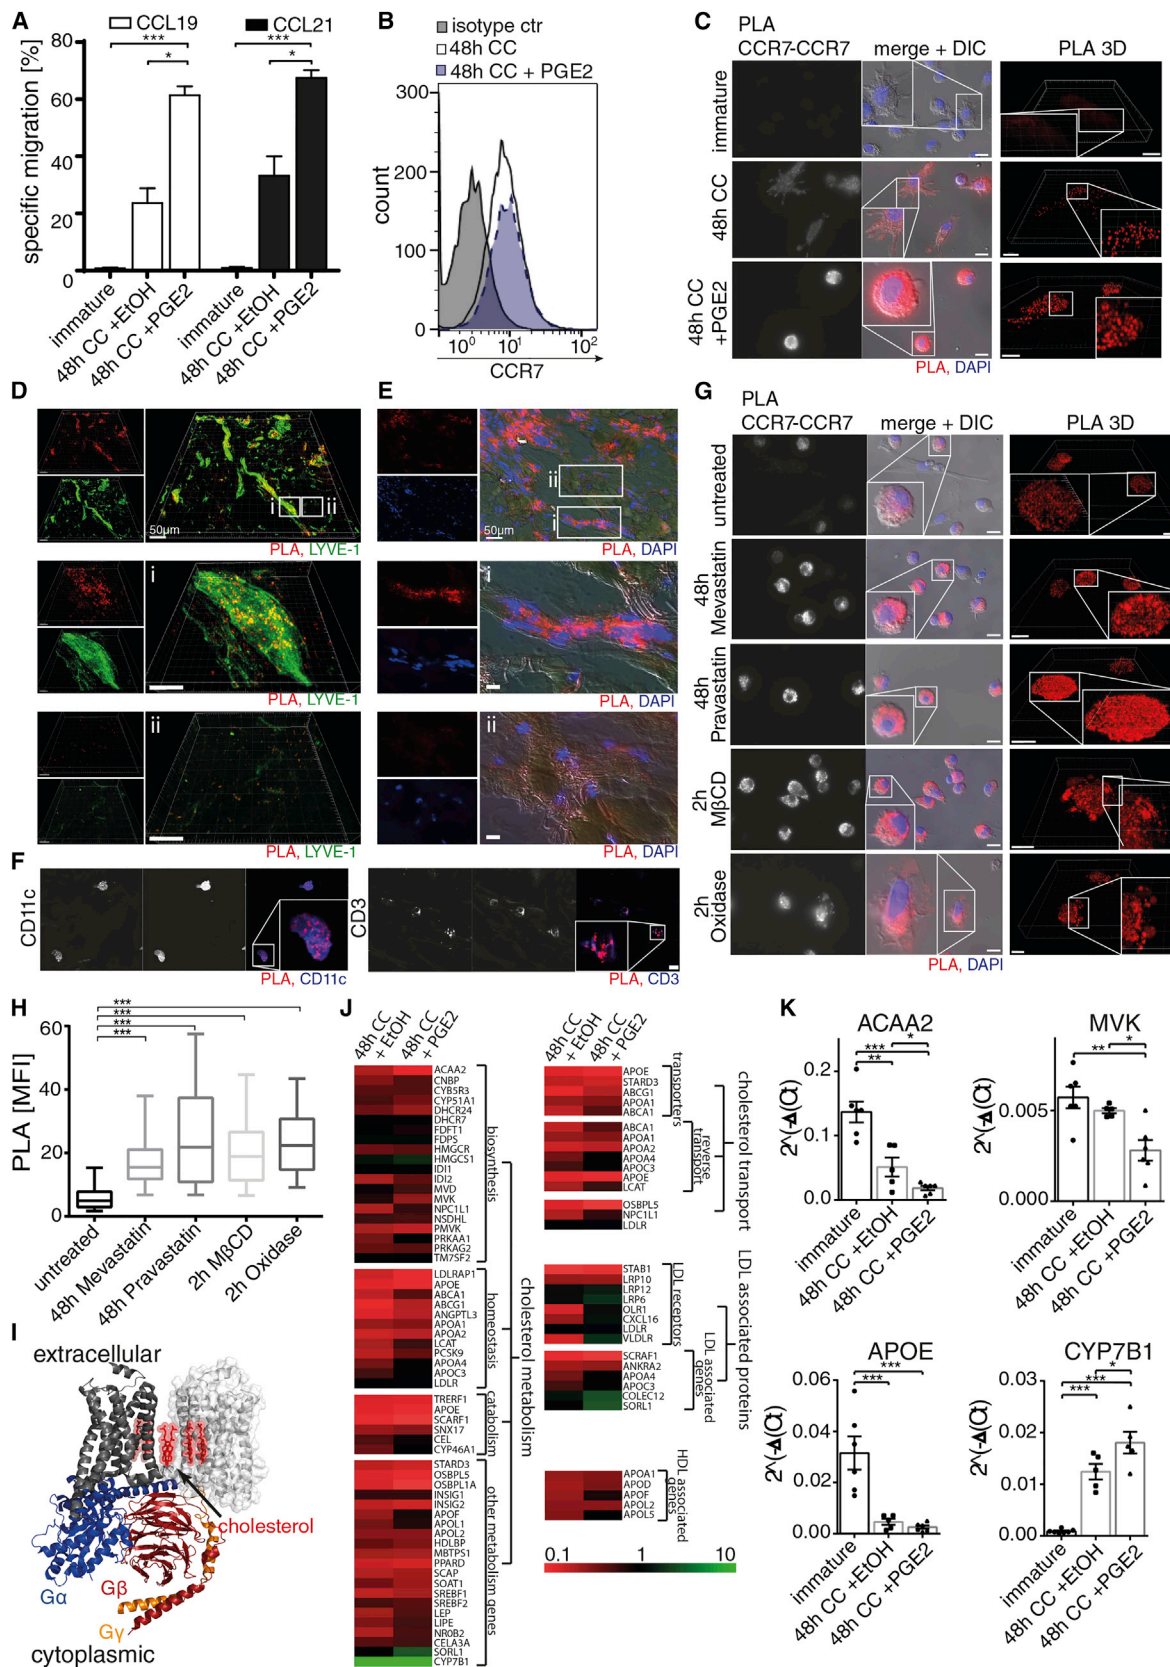 A
CCL19
CCL21
***
***
*
*
specific migration [%]
80
60
40
20
0
immature
48h CC +EtOH
48h CC +PGE2
immature
48h CC +EtOH
48h CC +PGE2
B
isotype ctr
48h CC
48h CC + PGE2
count
300
200
100
0
10⁰
10¹
10²
CCR7
C
PLA
CCR7-CCR7
merge + DIC
PLA 3D
immature
48h CC
48h CC
+PGE2
PLA, DAPI
D
i
ii
50μm
PLA, LYVE-1
i
PLA, LYVE-1
ii
PLA, LYVE-1
E
ii
i
50μm
PLA, DAPI
i
PLA, DAPI
ii
PLA, DAPI
F
CD11c
PLA, CD11c
CD3
PLA, CD3
G
PLA
CCR7-CCR7
merge + DIC
PLA 3D
untreated
48h
Mevastatin
48h
Pravastatin
2h
MβCD
2h
Oxidase
PLA, DAPI
H
***
***
***
***
PLA [MFI]
60
40
20
0
untreated
48h Mevastatin
48h Pravastatin
2h MβCD
2h Oxidase
I
extracellular
cholesterol
Gα
Gβ
Gγ
cytoplasmic
J
48h CC
+ EtOH
48h CC
+ PGE2
ACAA2
CNBP
CYB5R3
CYP51A1
DHCR24
DHCR7
FDFT1
FDPS
HMGCR
HMGCS1
IDI1
IDI2
MVD
MVK
NPC1L1
NSDHL
PMVK
PRKAA1
PRKAG2
TM7SF2
biosynthesis
LDLRAP1
APOE
ABCA1
ABCG1
ANGPTL3
APOA1
APOA2
LCAT
PCSK9
APOA4
APOC3
LDLR
homeostasis
TRERF1
APOE
SCARF1
SNX17
CEL
CYP46A1
catabolism
STARD3
OSBPL5
OSBPL1A
INSIG1
INSIG2
APOF
APOL1
APOL2
HDLBP
MBTPS1
PPARD
SCAP
SOAT1
SREBF1
SREBF2
LEP
LIPE
NR0B2
CELA3A
SORL1
CYP7B1
other metabolism genes
cholesterol metabolism
48h CC
+ EtOH
48h CC
+ PGE2
APOE
STARD3
ABCG1
APOA1
ABCA1
transporters
ABCA1
APOA1
APOA2
APOA4
APOC3
APOE
LCAT
reverse
transport
OSBPL5
NPC1L1
LDLR
cholesterol transport
STAB1
LRP10
LRP12
LRP6
OLR1
CXCL16
LDLR
VLDLR
LDL receptors
SCRAF1
ANKRA2
APOA4
APOC3
COLEC12
SORL1
LDL associated
genes
LDL associated proteins
APOA1
APOD
APOF
APOL2
APOL5
HDL associated
genes
0.1
1
10
K
ACAA2
***
**
*
2^(-Δ(Ct)
0.2
0.1
0.0
immature
48h CC +EtOH
48h CC +PGE2
MVK
**
*
2^(-Δ(Ct)
0.005
0.000
immature
48h CC +EtOH
48h CC +PGE2
APOE
***
***
2^(-Δ(Ct)
0.06
0.04
0.02
0.00
immature
48h CC +EtOH
48h CC +PGE2
CYP7B1
*
***
***
2^(-Δ(Ct)
0.03
0.02
0.01
0.00
immature
48h CC +EtOH
48h CC +PGE2